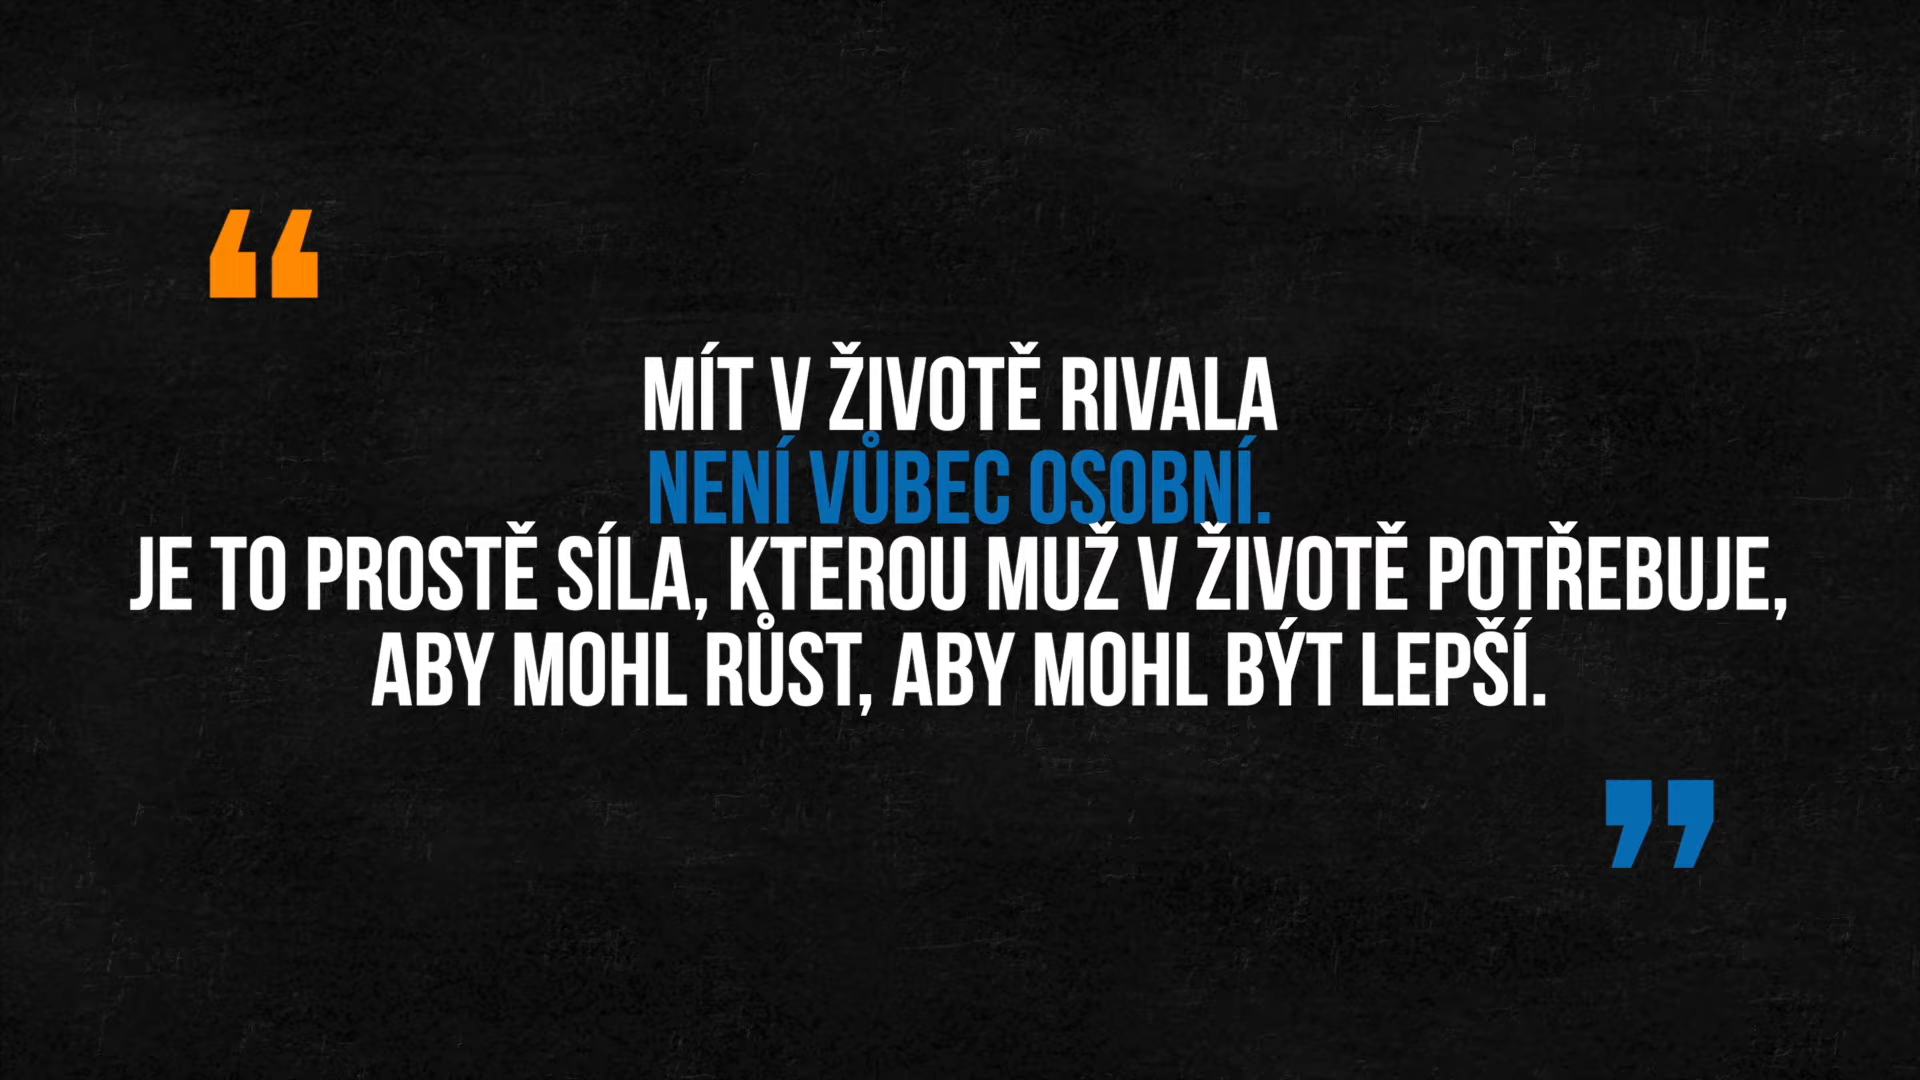 “
MÍT V ŽIVOTĚ RIVALA
NENÍ VŮBEC OSOBNÍ.
JE TO PROSTĚ SÍLA, KTEROU MUŽ V ŽIVOTĚ POTŘEBUJE,
ABY MOHL RŮST, ABY MOHL BÝT LEPŠÍ.
”